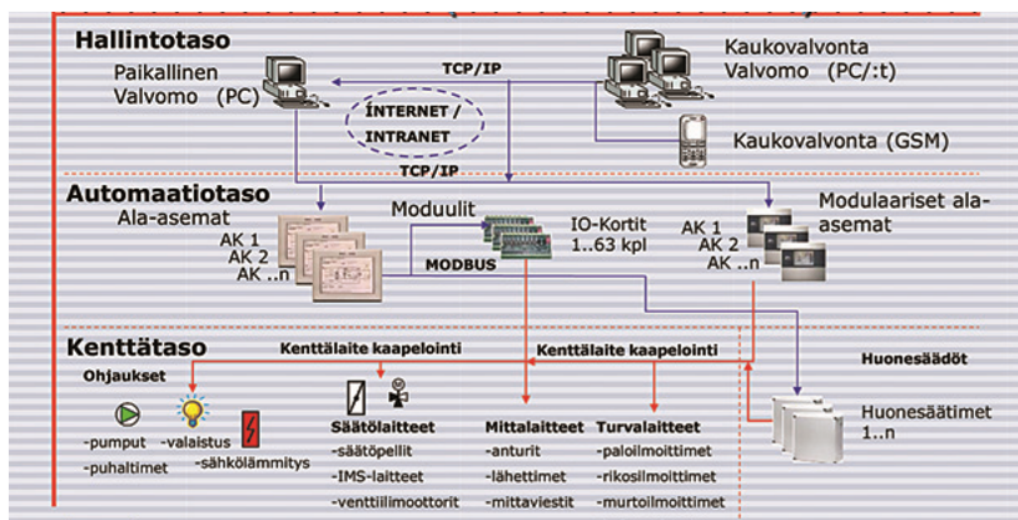 Hallintotaso
Paikallinen
Valvomo (PC)
TCP/IP
Kaukovalvonta
Valvomo (PC/:t)
INTERNET /
INTRANET
Kaukovalvonta (GSM)
TCP/IP
Automaatiotaso
Ala-asemat
AK 1
AK 2
AK ..n
Moduulit
IO-Kortit
1..63 kpl
MODBUS
AK 1
AK 2
AK ..n
Modulaariset ala-
asemat
Kenttätaso
Kenttälaite kaapelointi
Kenttälaite kaapelointi
Huonesäädöt
Ohjaukset
-pumput
-puhaltimet
-valaistus
-sähkölämmitys
M
Säätölaitteet
-säätöpellit
-IMS-laitteet
-venttiilimoottorit
Mittalaitteet
-anturit
-lähettimet
-mittaviestit
Turvalaitteet
-paloilmoittimet
-rikosilmoittimet
-murtoilmoittimet
Huonesäätimet
1..n